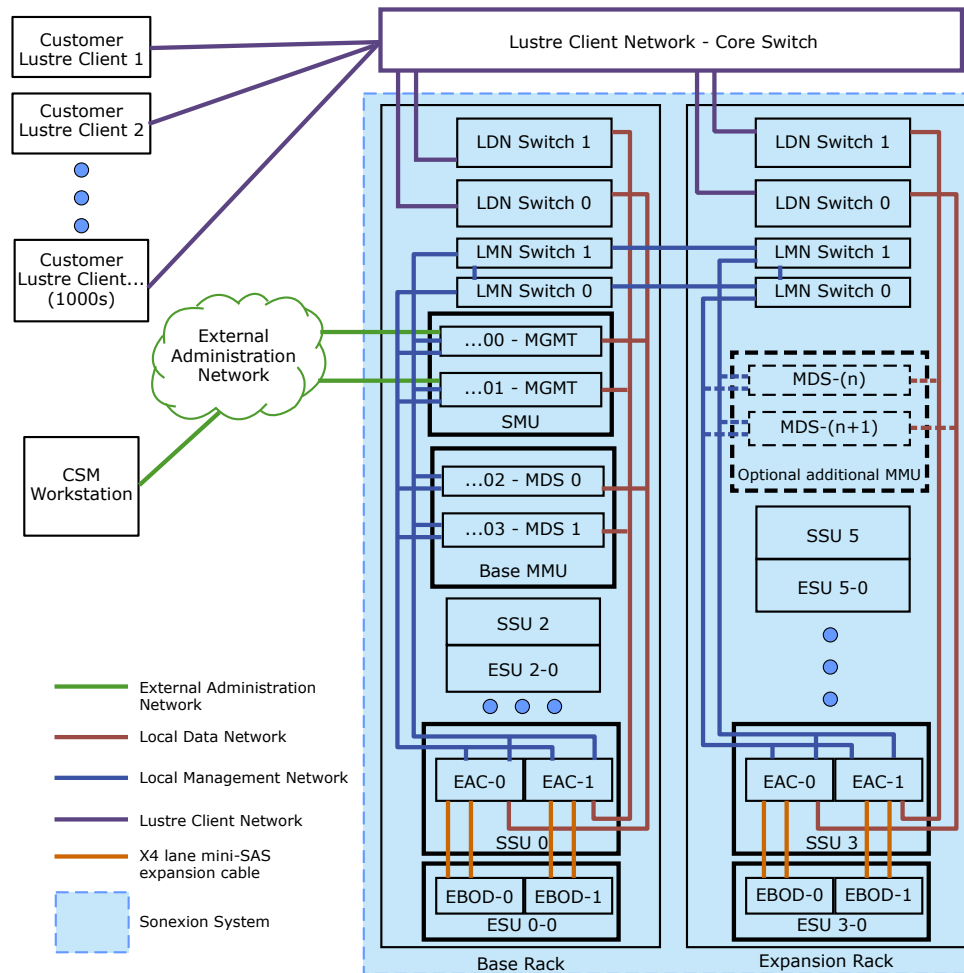 Customer
Lustre Client 1
Lustre Client Network - Core Switch
Customer
Lustre Client 2
Customer
Lustre Client...
(1000s)
External
Administration
Network
CSM
Workstation
LDN Switch 1
LDN Switch 0
LMN Switch 1
LMN Switch 0
...00 - MGMT
...01 - MGMT
SMU
...02 - MDS 0
...03 - MDS 1
Base MMU
SSU 2
ESU 2-0
EAC-0
EAC-1
SSU 0
EBOD-0
EBOD-1
ESU 0-0
Base Rack
LDN Switch 1
LDN Switch 0
LMN Switch 1
LMN Switch 0
MDS-(n)
MDS-(n+1)
Optional additional MMU
SSU 5
ESU 5-0
EAC-0
EAC-1
SSU 3
EBOD-0
EBOD-1
ESU 3-0
Expansion Rack
External Administration
Network
Local Data Network
Local Management Network
Lustre Client Network
X4 lane mini-SAS
expansion cable
Sonexion System